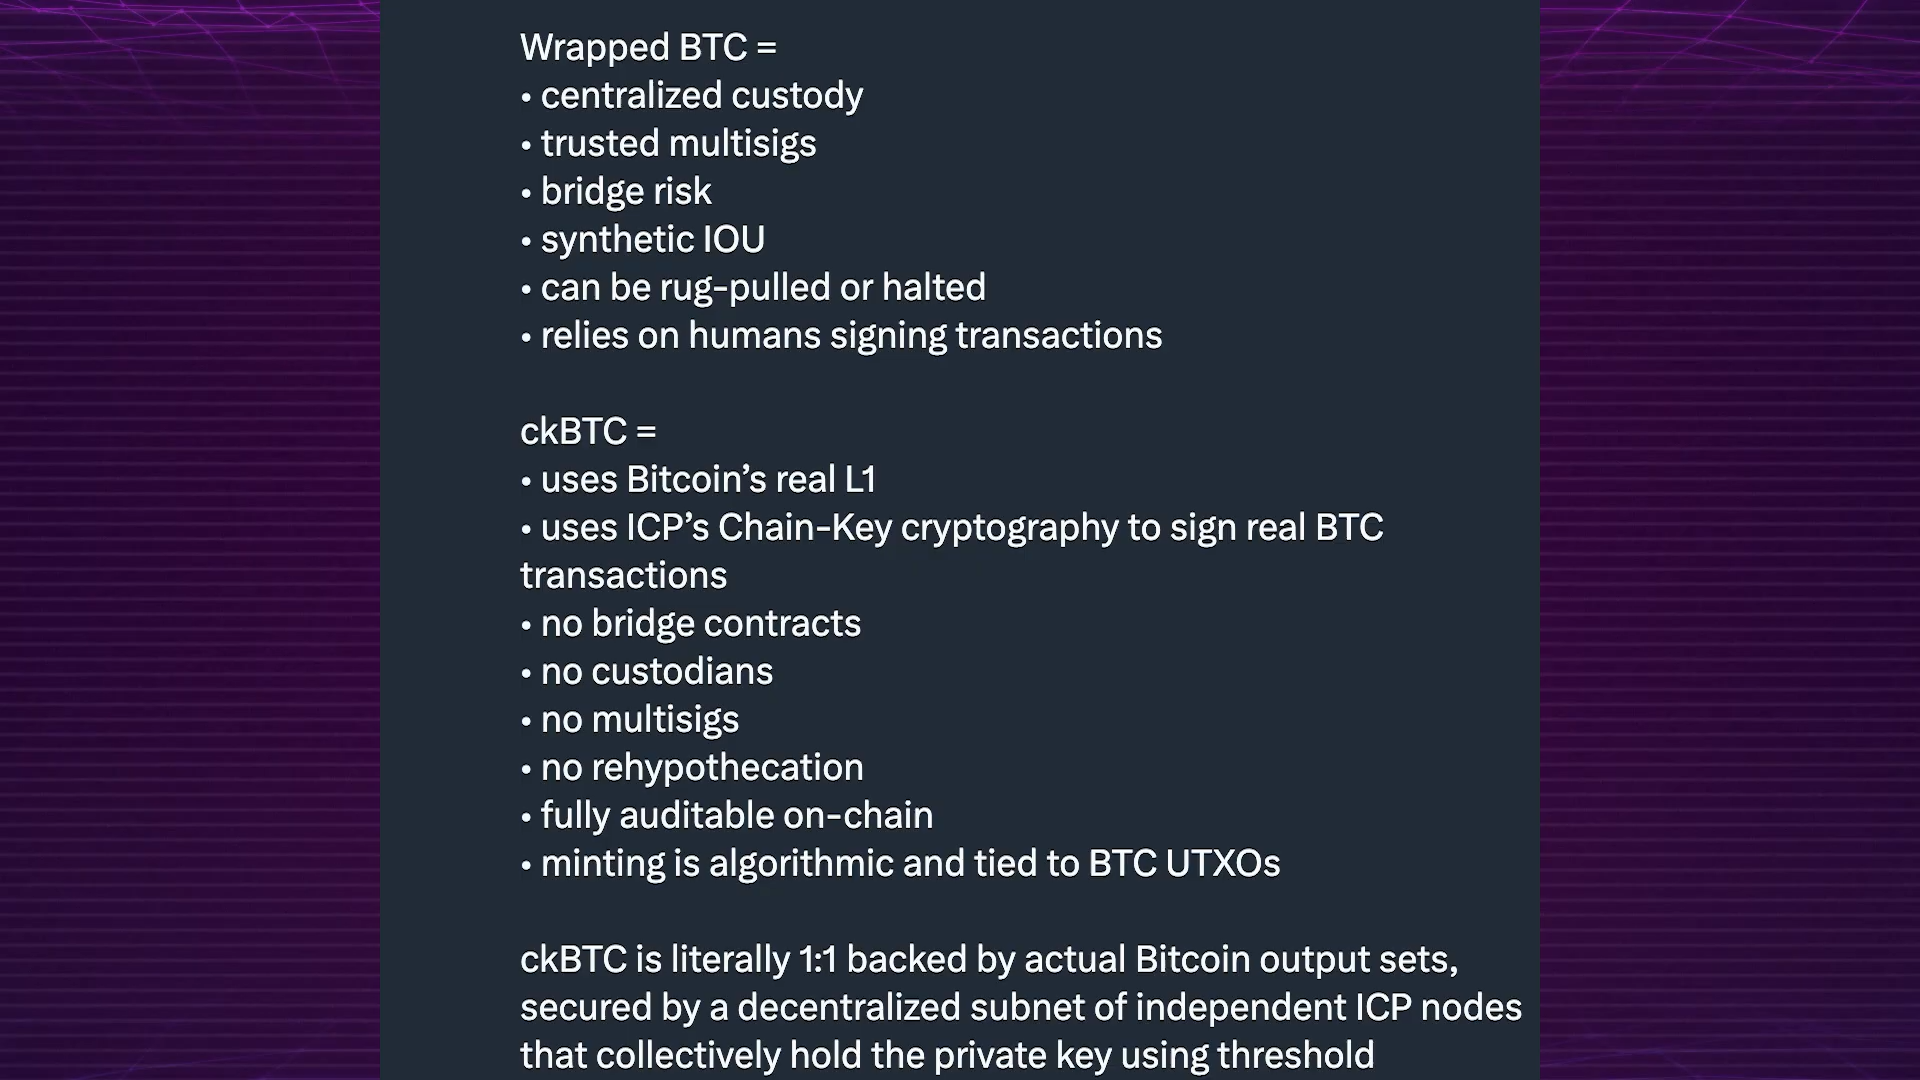 Wrapped BTC =
• centralized custody
• trusted multisigs
• bridge risk
• synthetic IOU
• can be rug-pulled or halted
• relies on humans signing transactions
ckBTC =
• uses Bitcoin’s real L1
• uses ICP’s Chain-Key cryptography to sign real BTC
transactions
• no bridge contracts
• no custodians
• no multisigs
• no rehypothecation
• fully auditable on-chain
• minting is algorithmic and tied to BTC UTXOs
ckBTC is literally 1:1 backed by actual Bitcoin output sets,
secured by a decentralized subnet of independent ICP nodes
that collectively hold the private key using threshold